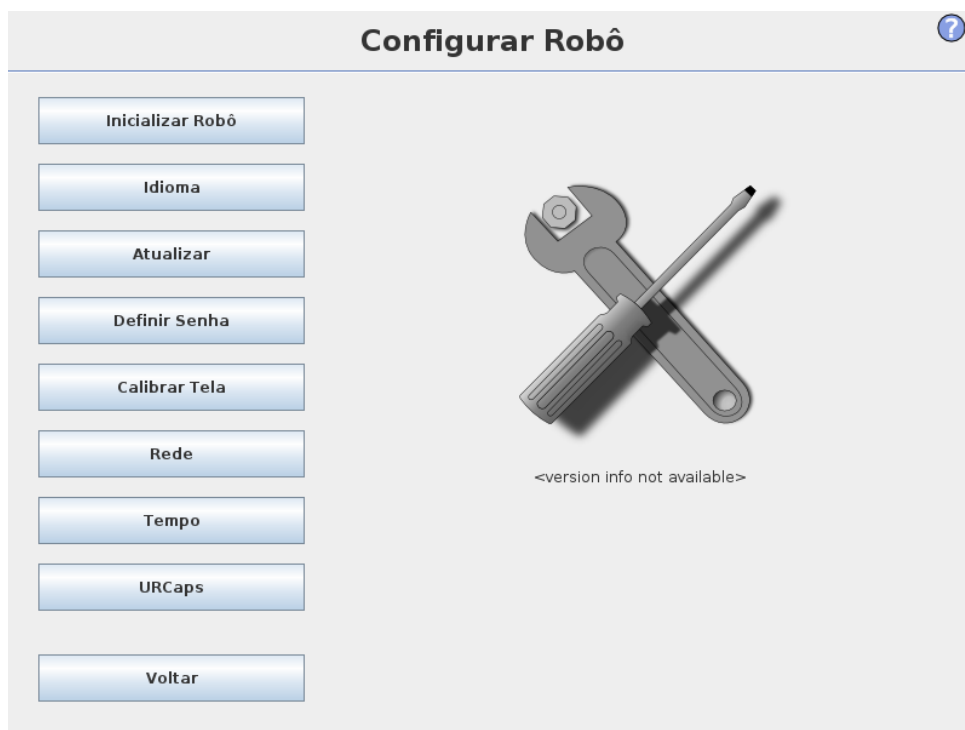 Configurar Robô
?
Inicializar Robô
Idioma
Atualizar
Definir Senha
Calibrar Tela
Rede
Tempo
URCaps
Voltar
<version info not available>